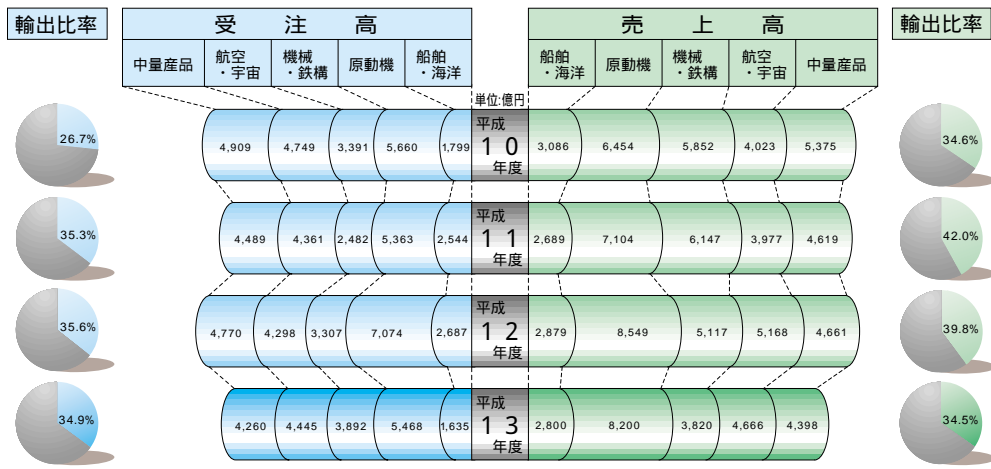 輸出比率
受 注 高
売 上 高
輸出比率
中量産品
航空
・宇宙
機械
・鉄構
原動機
船舶
・海洋
船舶
・海洋
原動機
機械
・鉄構
航空
・宇宙
中量産品
単位:億円
26.7%
4,909 4,749 3,391 5,660 1,799
平成
10
年度
3,086 6,454 5,852 4,023 5,375
34.6%
35.3%
4,489 4,361 2,482 5,363 2,544
平成
11
年度
2,689 7,104 6,147 3,977 4,619
42.0%
35.6%
4,770 4,298 3,307 7,074 2,687
平成
12
年度
2,879 8,549 5,117 5,168 4,661
39.8%
34.9%
4,260 4,445 3,892 5,468 1,635
平成
13
年度
2,800 8,200 3,820 4,666 4,398
34.5%